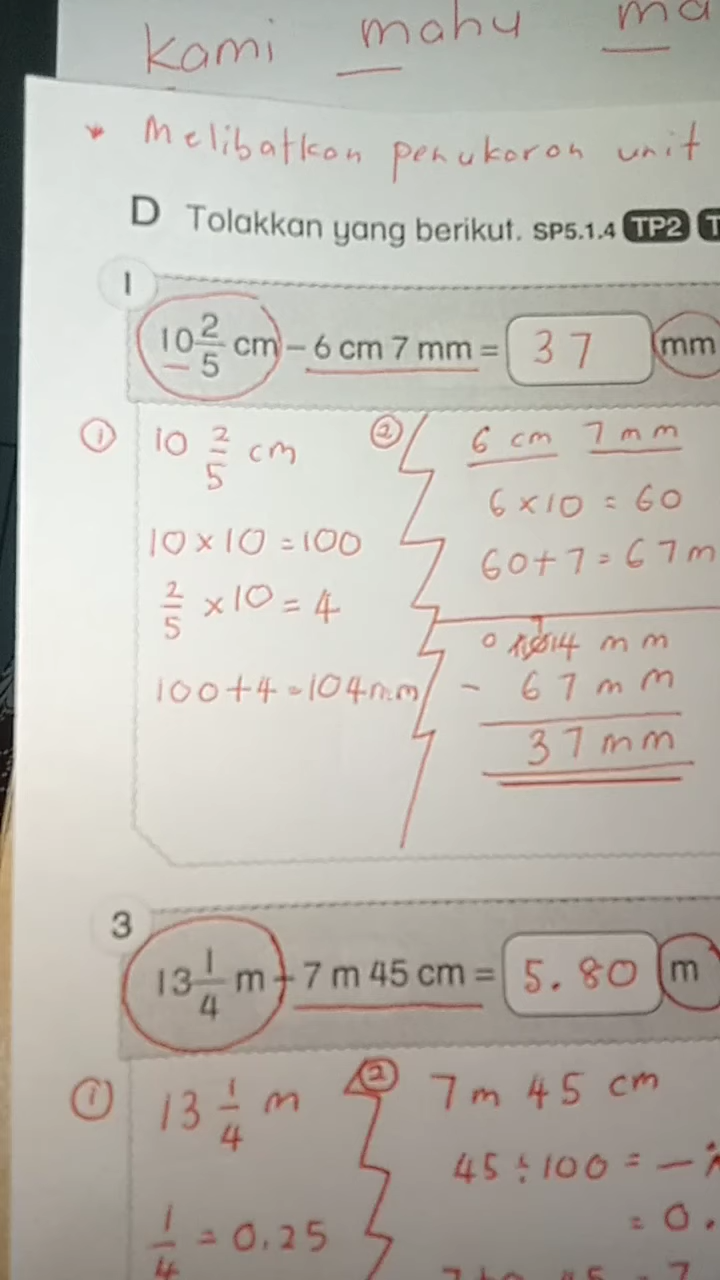 kami mahu ma
* Melibatkan penukaran unit
D Tolakkan yang berikut. SP5.1.4 TP2 T
1
10 2/5 cm – 6 cm 7 mm = 37 mm
① 10 2/5 cm
10 × 10 = 100
2/5 × 10 = 4
100 + 4 = 104 mm
② 6 cm 7 mm
6 × 10 = 60
60 + 7 = 67 m
mm
- 67 mm
37 mm
3
13 1/4 m – 7 m 45 cm = 5.80 m
① 13 1/4 m
1/4 = 0.25
② 7 m 45 cm
45 ÷ 100 =
= 0.